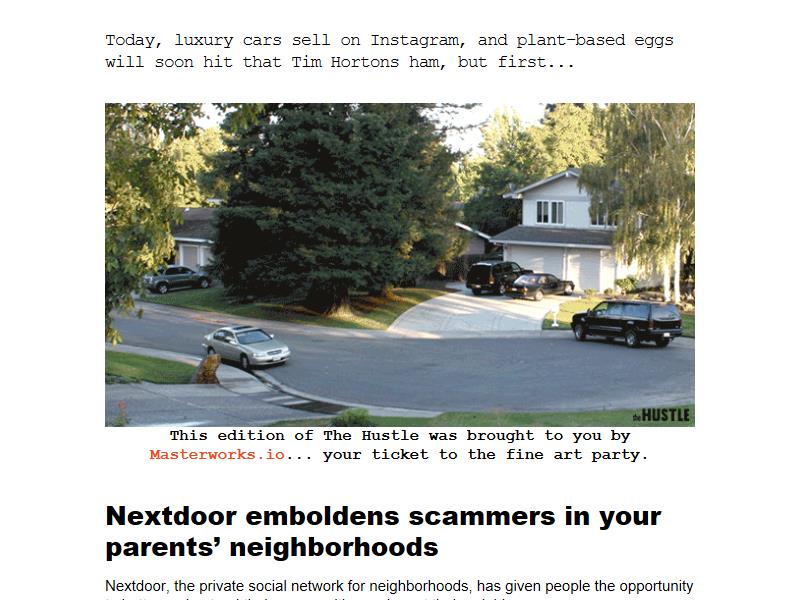 Today, luxury cars sell on Instagram, and plant-based eggs
will soon hit that Tim Hortons ham, but first...
the HUSTLE
This edition of The Hustle was brought to you by
Masterworks.io... your ticket to the fine art party.
Nextdoor emboldens scammers in your
parents’ neighborhoods
Nextdoor, the private social network for neighborhoods, has given people the opportunity